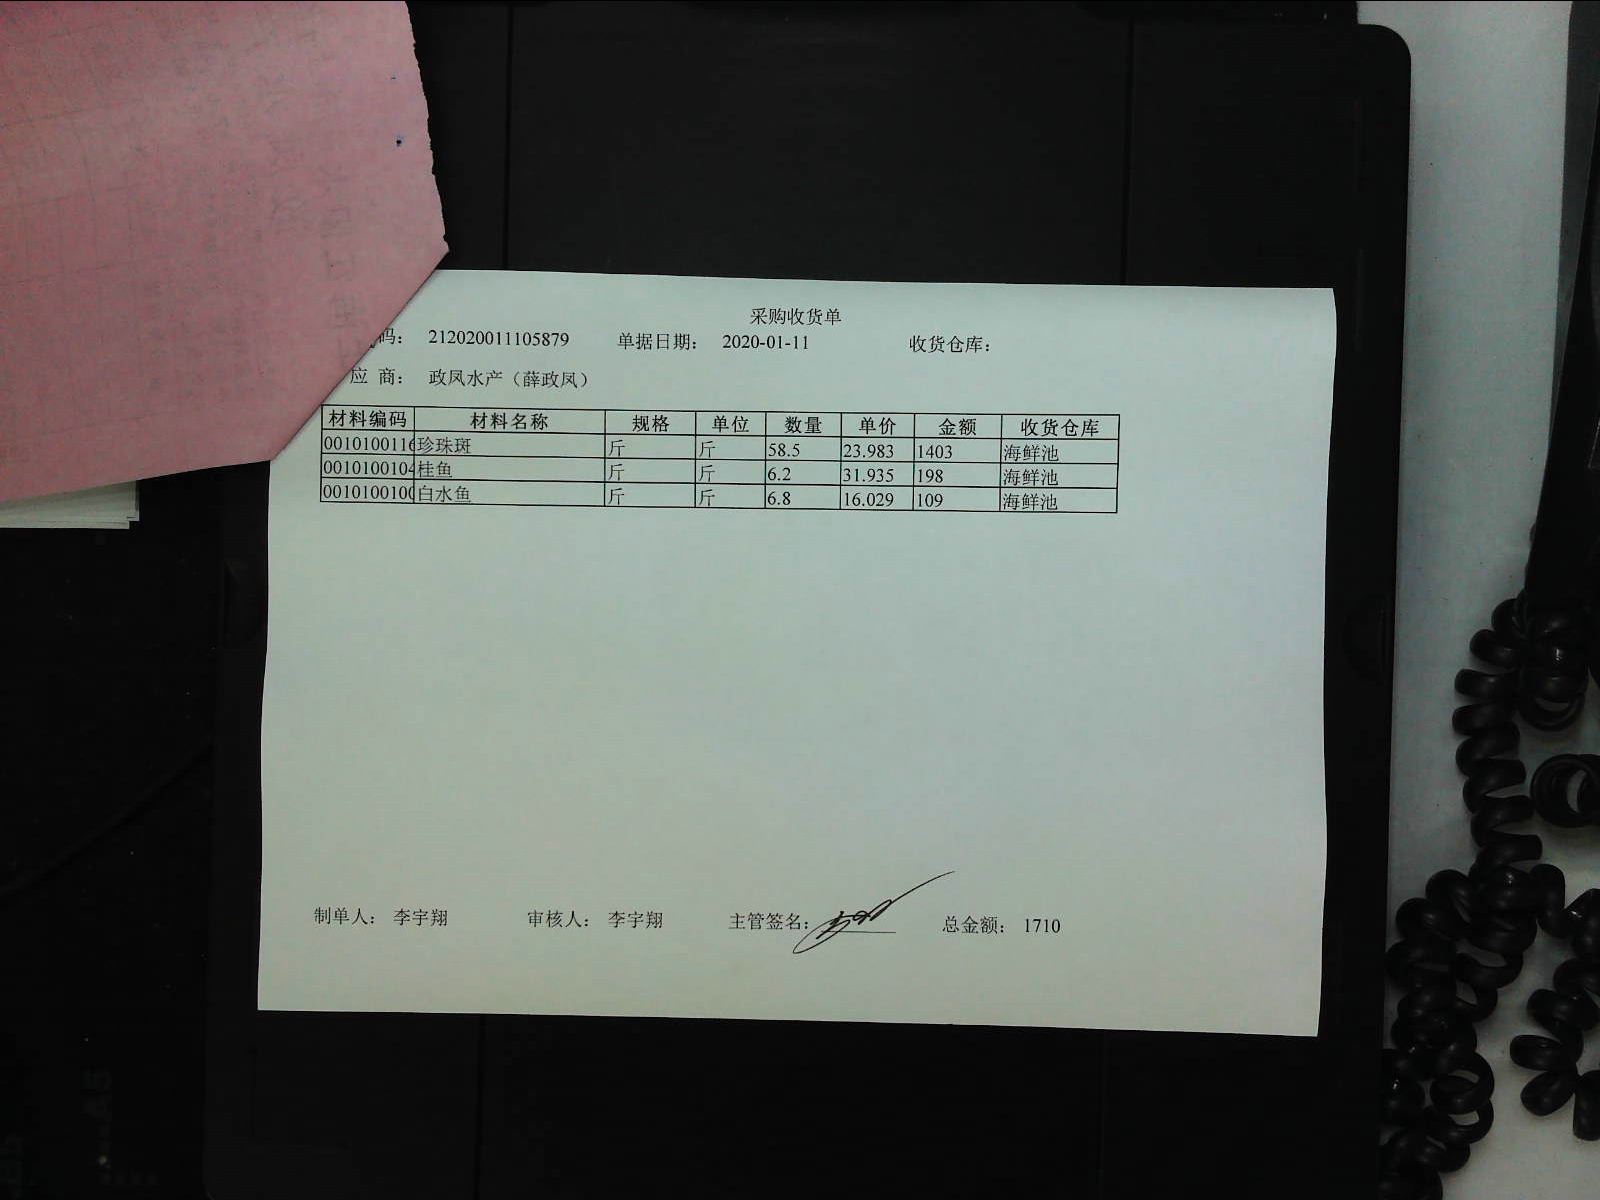 采购收货单
码： 212020011105879 单据日期： 2020-01-11 收货仓库：
应 商： 政凤水产（薛政凤）
材料编码 材料名称 规格 单位 数量 单价 金额 收货仓库
0010100116 珍珠斑 斤 斤 58.5 23.983 1403 海鲜池
0010100104 桂鱼 斤 斤 6.2 31.935 198 海鲜池
001010010 白水鱼 斤 斤 6.8 16.029 109 海鲜池
制单人： 李宇翔 审核人： 李宇翔 主管签名： 总金额： 1710